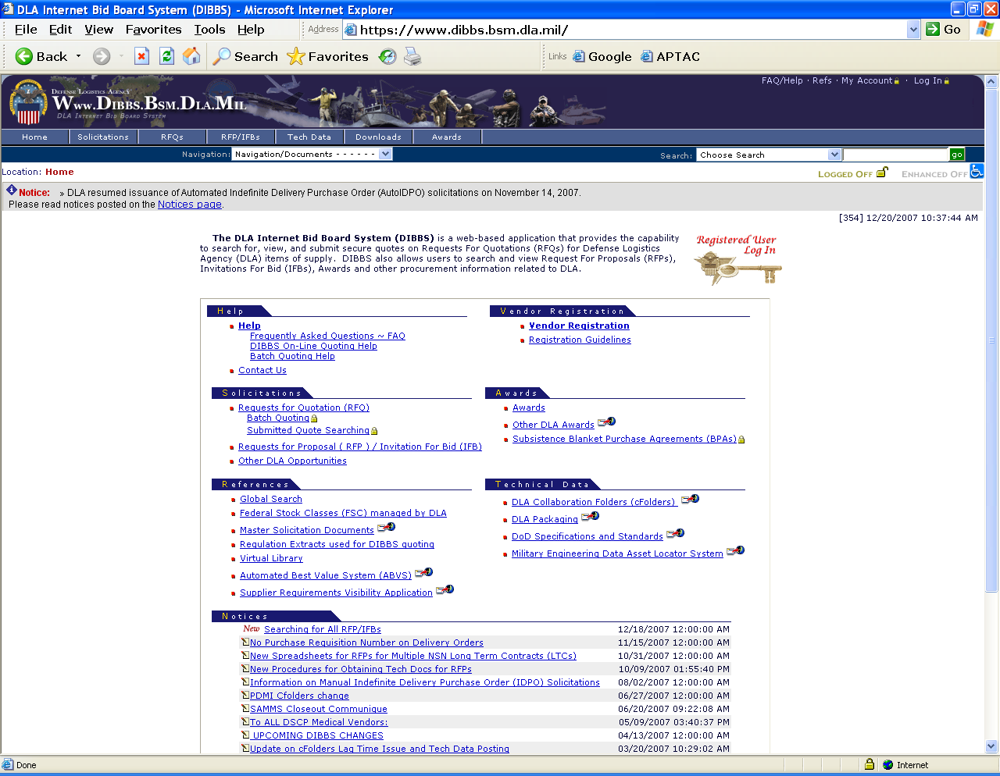 DLA Internet Bid Board System (DIBBS) - Microsoft Internet Explorer
File Edit View Favorites Tools Help
Address https://www.dibbs.bsm.dla.mil/ Go
Back Search Favorites Links Google APTAC
FAQ/Help · Refs · My Account · Log In
DEFENSE LOGISTICS AGENCY
WWW.DIBBS.BSM.DLA.MIL
DLA INTERNET BID BOARD SYSTEM
Home Solicitations RFQs RFP/IFBs Tech Data Downloads Awards
Navigation: Navigation/Documents - - - - - - Search: Choose Search go
Location: Home
LOGGED OFF ENHANCED OFF
Notice: » DLA resumed issuance of Automated Indefinite Delivery Purchase Order (AutoIDPO) solicitations on November 14, 2007.
Please read notices posted on the Notices page.
[354] 12/20/2007 10:37:44 AM
The DLA Internet Bid Board System (DIBBS) is a web-based application that provides the capability
to search for, view, and submit secure quotes on Requests For Quotations (RFQs) for Defense Logistics
Agency (DLA) items of supply. DIBBS also allows users to search and view Request For Proposals (RFPs),
Invitations For Bid (IFBs), Awards and other procurement information related to DLA.
Registered User
Log In
Help
Help
Frequently Asked Questions ~ FAQ
DIBBS On-Line Quoting Help
Batch Quoting Help
Contact Us
Vendor Registration
Vendor Registration
Registration Guidelines
Solicitations
Requests for Quotation (RFQ)
Batch Quoting
Submitted Quote Searching
Requests for Proposal ( RFP ) / Invitation For Bid (IFB)
Other DLA Opportunities
Awards
Awards
Other DLA Awards
Subsistence Blanket Purchase Agreements (BPAs)
References
Global Search
Federal Stock Classes (FSC) managed by DLA
Master Solicitation Documents
Regulation Extracts used for DIBBS quoting
Virtual Library
Automated Best Value System (ABVS)
Supplier Requirements Visibility Application
Technical Data
DLA Collaboration Folders (cFolders)
DLA Packaging
DoD Specifications and Standards
Military Engineering Data Asset Locator System
Notices
New Searching for All RFP/IFBs 12/18/2007 12:00:00 AM
No Purchase Requisition Number on Delivery Orders 11/15/2007 12:00:00 AM
New Spreadsheets for RFPs for Multiple NSN Long Term Contracts (LTCs) 10/31/2007 12:00:00 AM
New Procedures for Obtaining Tech Docs for RFPs 10/09/2007 01:55:40 PM
Information on Manual Indefinite Delivery Purchase Order (IDPO) Solicitations 08/02/2007 12:00:00 AM
PDMI Cfolders change 06/27/2007 12:00:00 AM
SAMMS Closeout Communique 06/20/2007 09:22:08 AM
To ALL DSCP Medical Vendors: 05/09/2007 03:40:37 PM
UPCOMING DIBBS CHANGES 04/13/2007 12:00:00 AM
Update on cFolders Lag Time Issue and Tech Data Posting 03/20/2007 10:29:02 AM
Done Internet